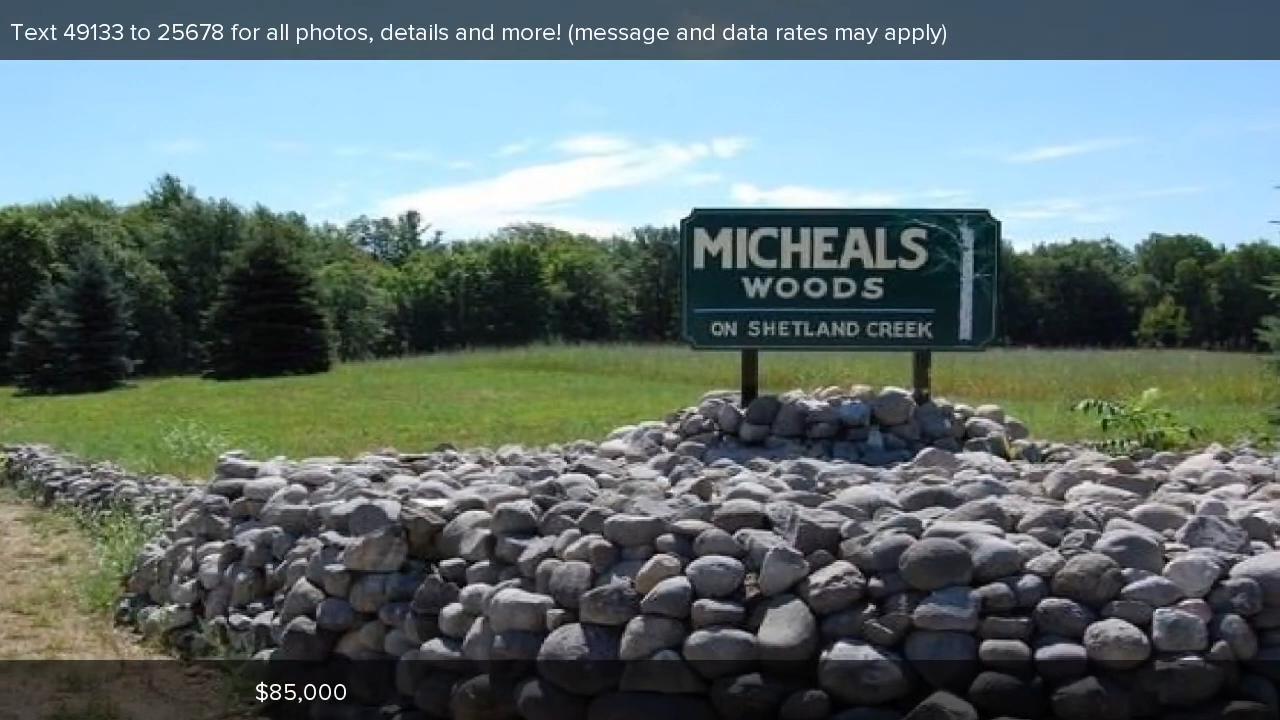 Text 49133 to 25678 for all photos, details and more! (message and data rates may apply)
MICHEALS
WOODS
ON SHETLAND CREEK
$85,000